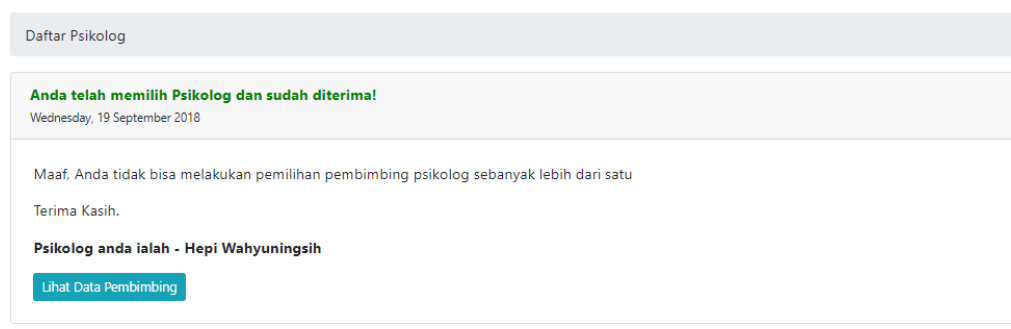 Daftar Psikolog
Anda telah memilih Psikolog dan sudah diterima!
Wednesday, 19 September 2018
Maaf, Anda tidak bisa melakukan pemilihan pembimbing psikolog sebanyak lebih dari satu
Terima Kasih.
Psikolog anda ialah - Hepi Wahyuningsih
Lihat Data Pembimbing